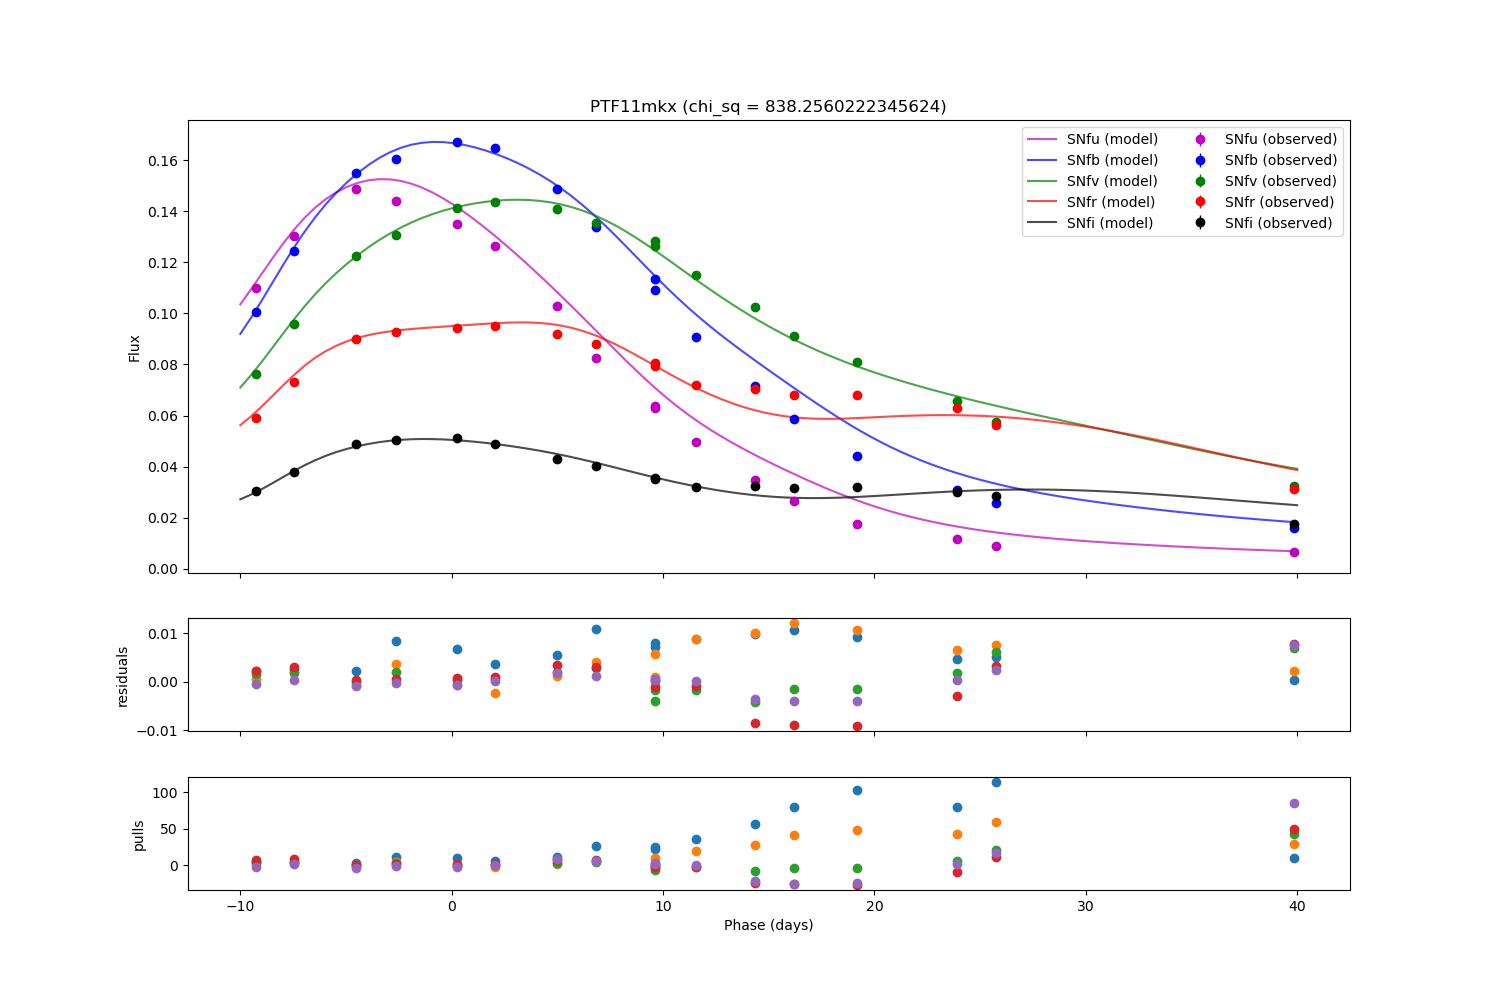 PTF11mkx (chi_sq = 838.2560222345624)
SNfu (model)
SNfb (model)
SNfv (model)
SNfr (model)
SNfi (model)
SNfu (observed)
SNfb (observed)
SNfv (observed)
SNfr (observed)
SNfi (observed)
Flux
0.16
0.14
0.12
0.10
0.08
0.06
0.04
0.02
0.00
residuals
0.01
0.00
−0.01
pulls
100
50
0
−10
0
10
20
30
40
Phase (days)